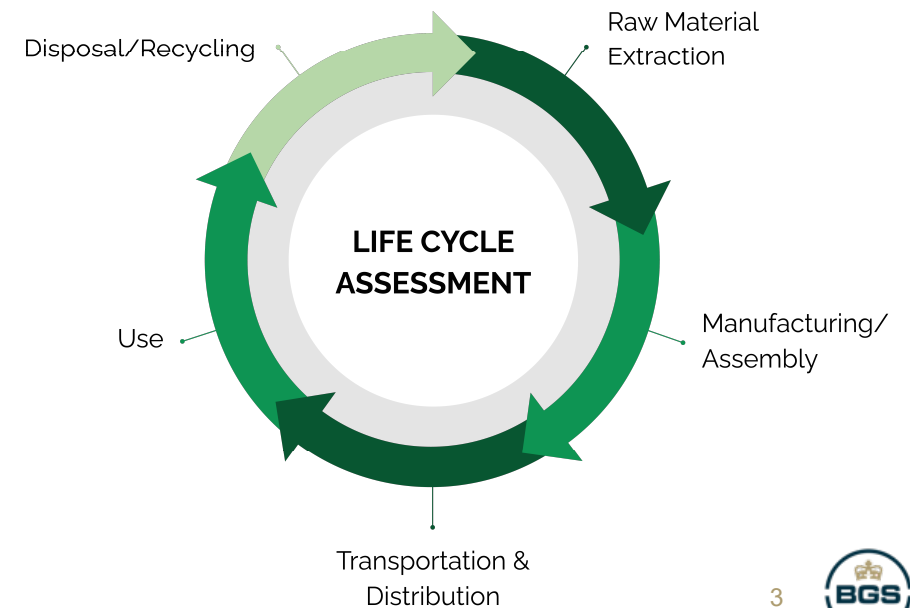 Disposal/Recycling
Raw Material
Extraction
LIFE CYCLE
ASSESSMENT
Use
Manufacturing/
Assembly
Transportation &
Distribution
3
BGS